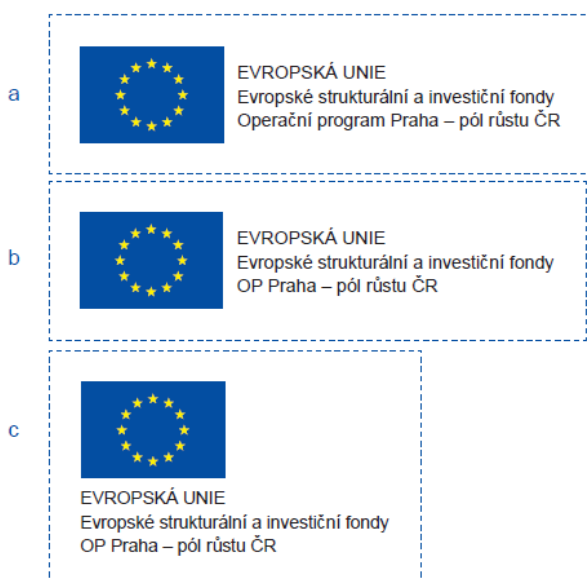 a
EVROPSKÁ UNIE
Evropské strukturální a investiční fondy
Operační program Praha – pól růstu ČR
b
EVROPSKÁ UNIE
Evropské strukturální a investiční fondy
OP Praha – pól růstu ČR
c
EVROPSKÁ UNIE
Evropské strukturální a investiční fondy
OP Praha – pól růstu ČR